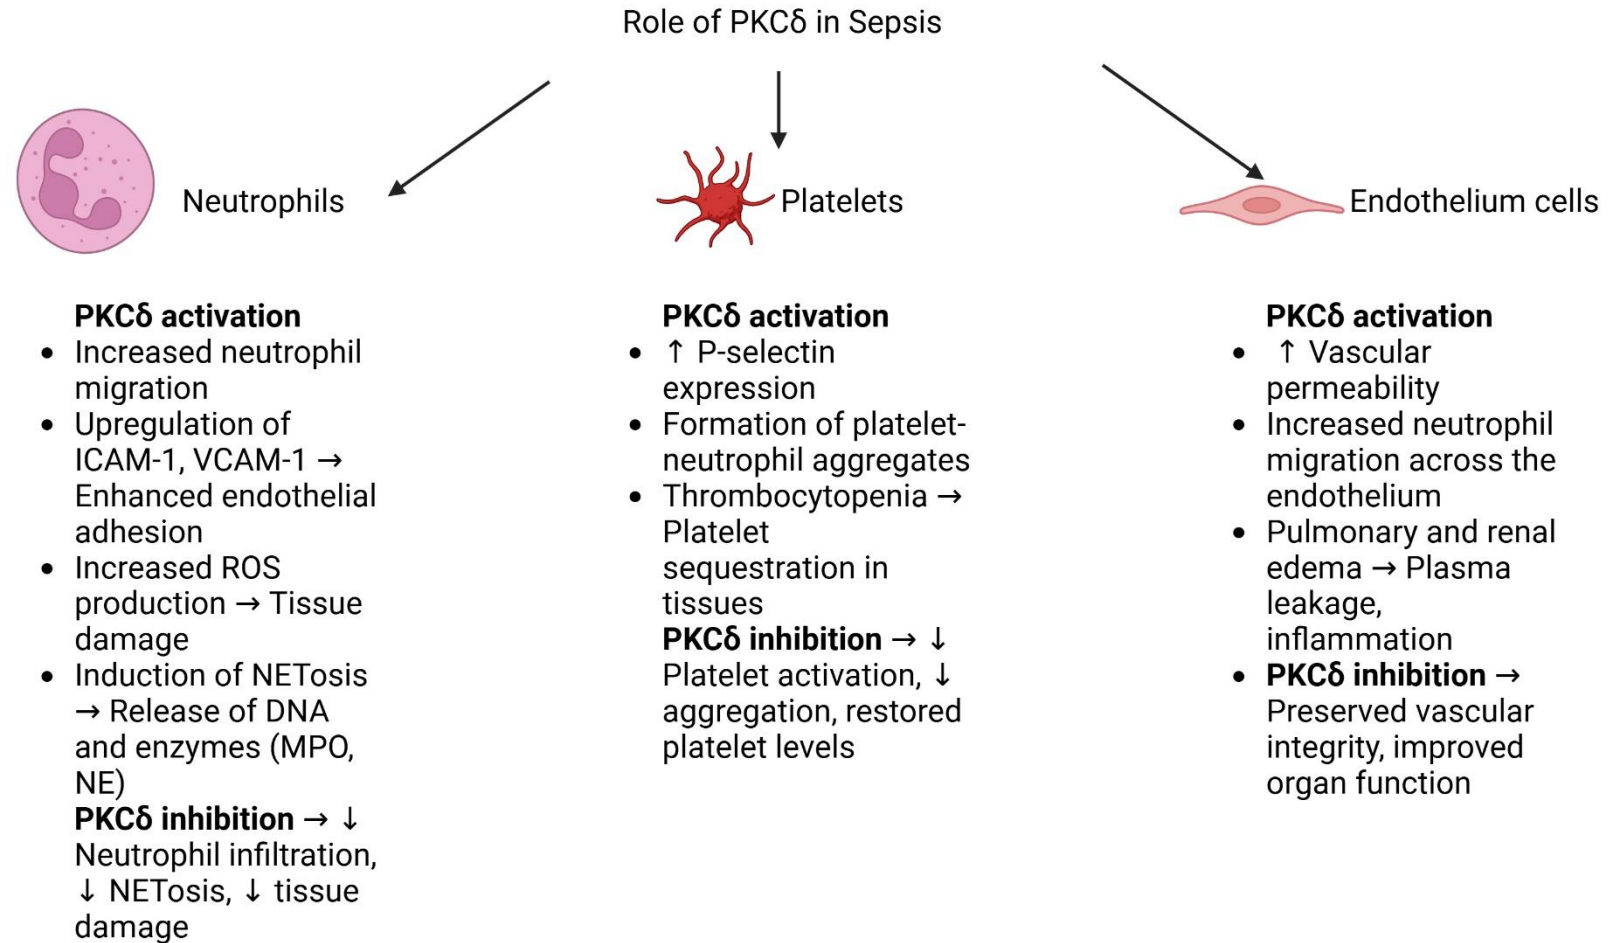 Role of PKCδ in Sepsis
Neutrophils
PKCδ activation
• Increased neutrophil
migration
• Upregulation of
ICAM-1, VCAM-1 →
Enhanced endothelial
adhesion
• Increased ROS
production → Tissue
damage
• Induction of NETosis
→ Release of DNA
and enzymes (MPO,
NE)
PKCδ inhibition → ↓
Neutrophil infiltration,
↓ NETosis, ↓ tissue
damage
Platelets
PKCδ activation
• ↑ P-selectin
expression
• Formation of platelet-
neutrophil aggregates
• Thrombocytopenia →
Platelet
sequestration in
tissues
PKCδ inhibition → ↓
Platelet activation, ↓
aggregation, restored
platelet levels
Endothelium cells
PKCδ activation
• ↑ Vascular
permeability
• Increased neutrophil
migration across the
endothelium
• Pulmonary and renal
edema → Plasma
leakage,
inflammation
• PKCδ inhibition →
Preserved vascular
integrity, improved
organ function